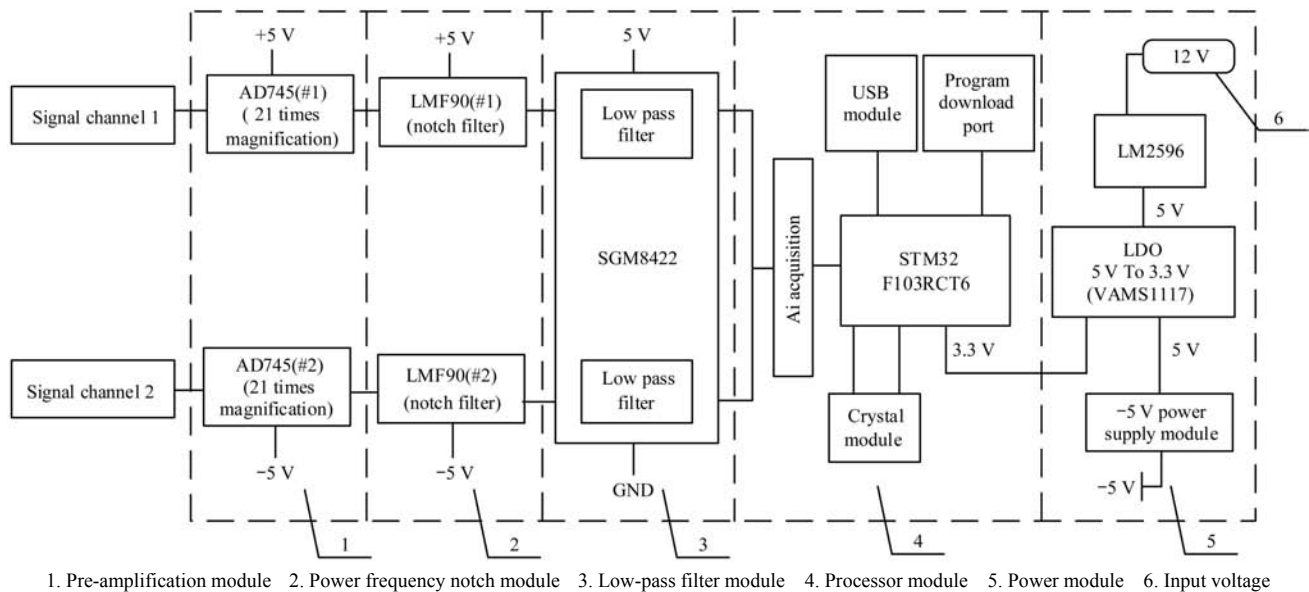 +5 V
+5 V
5 V
12 V
Signal channel 1
AD745(#1)
( 21 times
magnification)
LMF90(#1)
(notch filter)
Low pass
filter
USB
module
Program
download
port
6
LM2596
5 V
SGM8422
Ai acquisition
STM32
F103RCT6
LDO
5 V To 3.3 V
(VAMS1117)
3.3 V
5 V
Signal channel 2
AD745(#2)
(21 times
magnification)
LMF90(#2)
(notch filter)
Low pass
filter
Crystal
module
−5 V power
supply module
−5 V
−5 V
GND
−5 V
1
2
3
4
5
1. Pre-amplification module 2. Power frequency notch module 3. Low-pass filter module 4. Processor module 5. Power module 6. Input voltage